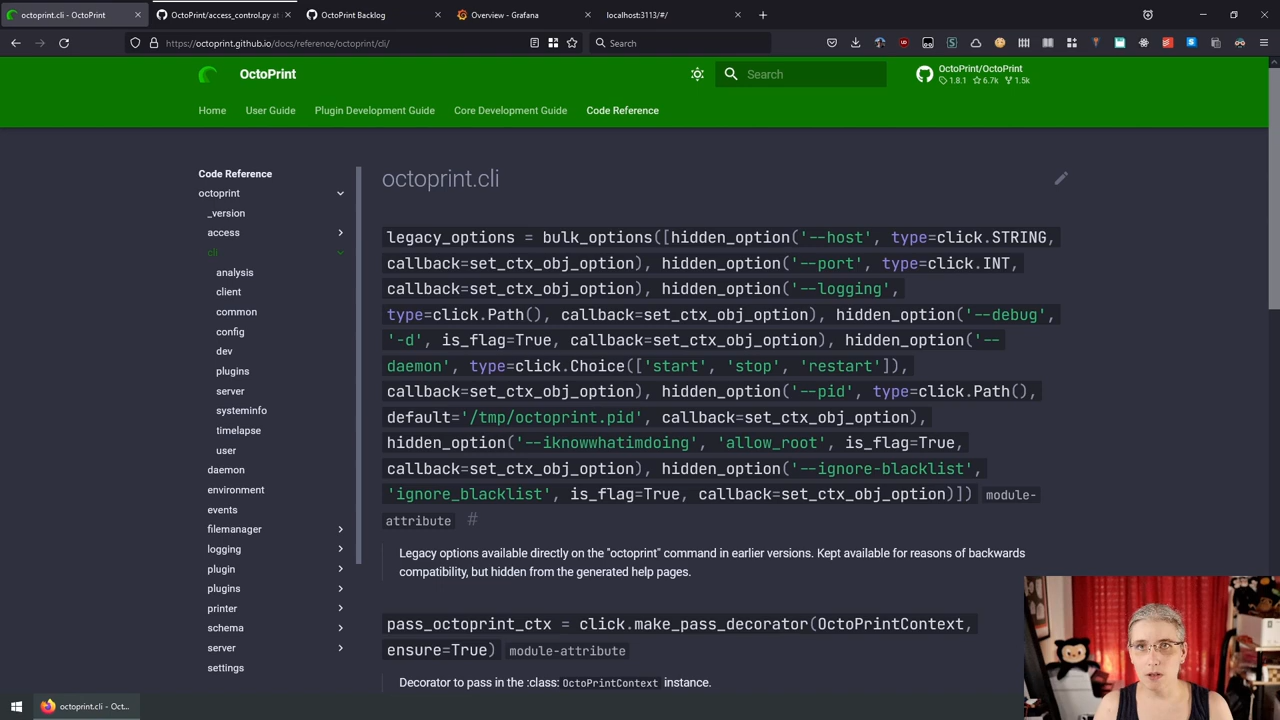 octoprint.cli - OctoPrint
OctoPrint/access_control.py at
OctoPrint Backlog
Overview - Grafana
localhost:3113/#/
https://octoprint.github.io/docs/reference/octoprint/cli/
Search
OctoPrint
Search
OctoPrint/OctoPrint
1.8.1 6.7k 1.5k
Home User Guide Plugin Development Guide Core Development Guide Code Reference
Code Reference
octoprint
_version
access
cli
analysis
client
common
config
dev
plugins
server
systeminfo
timelapse
user
daemon
environment
events
filemanager
logging
plugin
plugins
printer
schema
server
settings
octoprint.cli
legacy_options = bulk_options([hidden_option('--host', type=click.STRING,
callback=set_ctx_obj_option), hidden_option('--port', type=click.INT,
callback=set_ctx_obj_option), hidden_option('--logging',
type=click.Path(), callback=set_ctx_obj_option), hidden_option('--debug',
'-d', is_flag=True, callback=set_ctx_obj_option), hidden_option('--
daemon', type=click.Choice(['start', 'stop', 'restart']),
callback=set_ctx_obj_option), hidden_option('--pid', type=click.Path(),
default='/tmp/octoprint.pid', callback=set_ctx_obj_option),
hidden_option('--iknowwhatimdoing', 'allow_root', is_flag=True,
callback=set_ctx_obj_option), hidden_option('--ignore-blacklist',
'ignore_blacklist', is_flag=True, callback=set_ctx_obj_option)]) module-
attribute #
Legacy options available directly on the "octoprint" command in earlier versions. Kept available for reasons of backwards
compatibility, but hidden from the generated help pages.
pass_octoprint_ctx = click.make_pass_decorator(OctoPrintContext,
ensure=True) module-attribute
Decorator to pass in the :class: OctoPrintContext instance.
octoprint.cli - Oct...